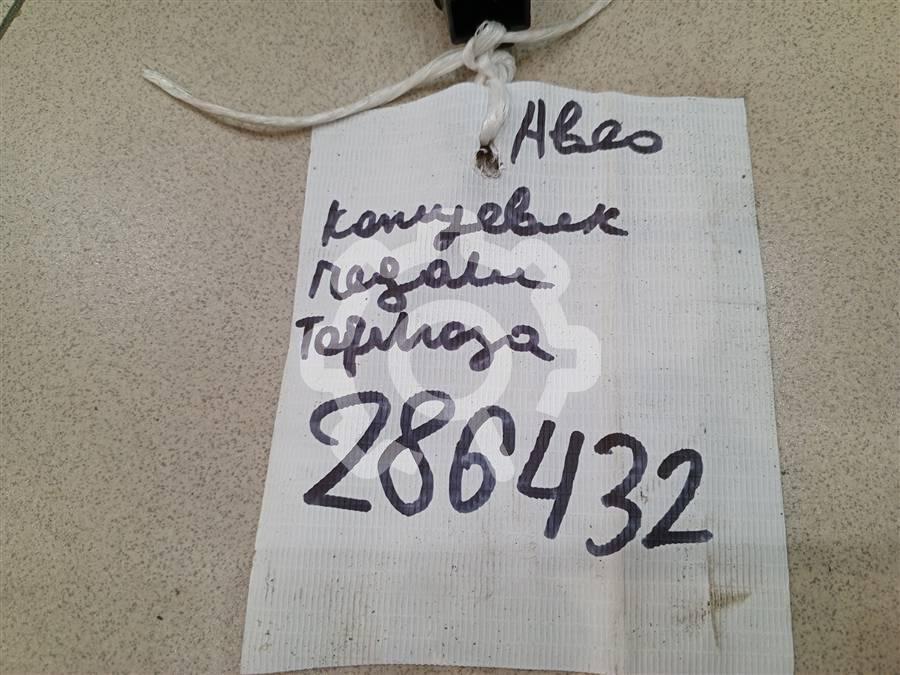 Авео
концевик
педали
тормоза
286432